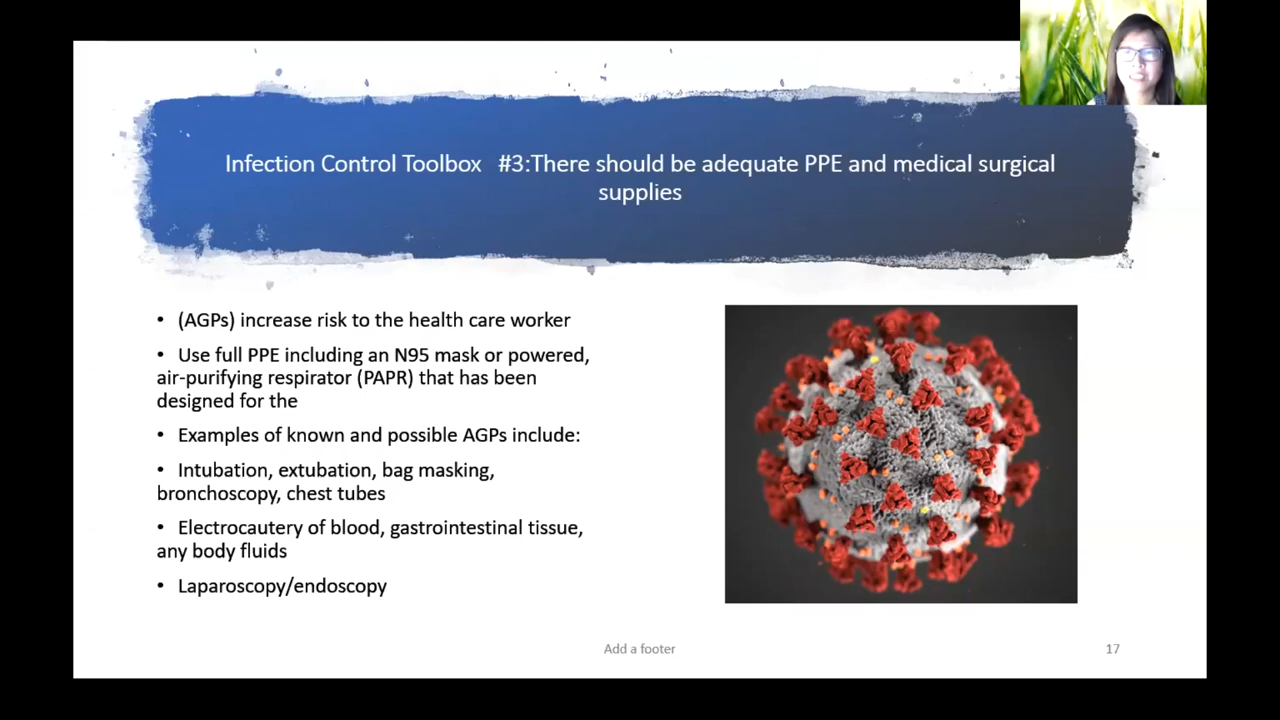 Infection Control Toolbox #3:There should be adequate PPE and medical surgical
supplies
• (AGPs) increase risk to the health care worker
• Use full PPE including an N95 mask or powered,
air-purifying respirator (PAPR) that has been
designed for the
• Examples of known and possible AGPs include:
• Intubation, extubation, bag masking,
bronchoscopy, chest tubes
• Electrocautery of blood, gastrointestinal tissue,
any body fluids
• Laparoscopy/endoscopy
Add a footer
17